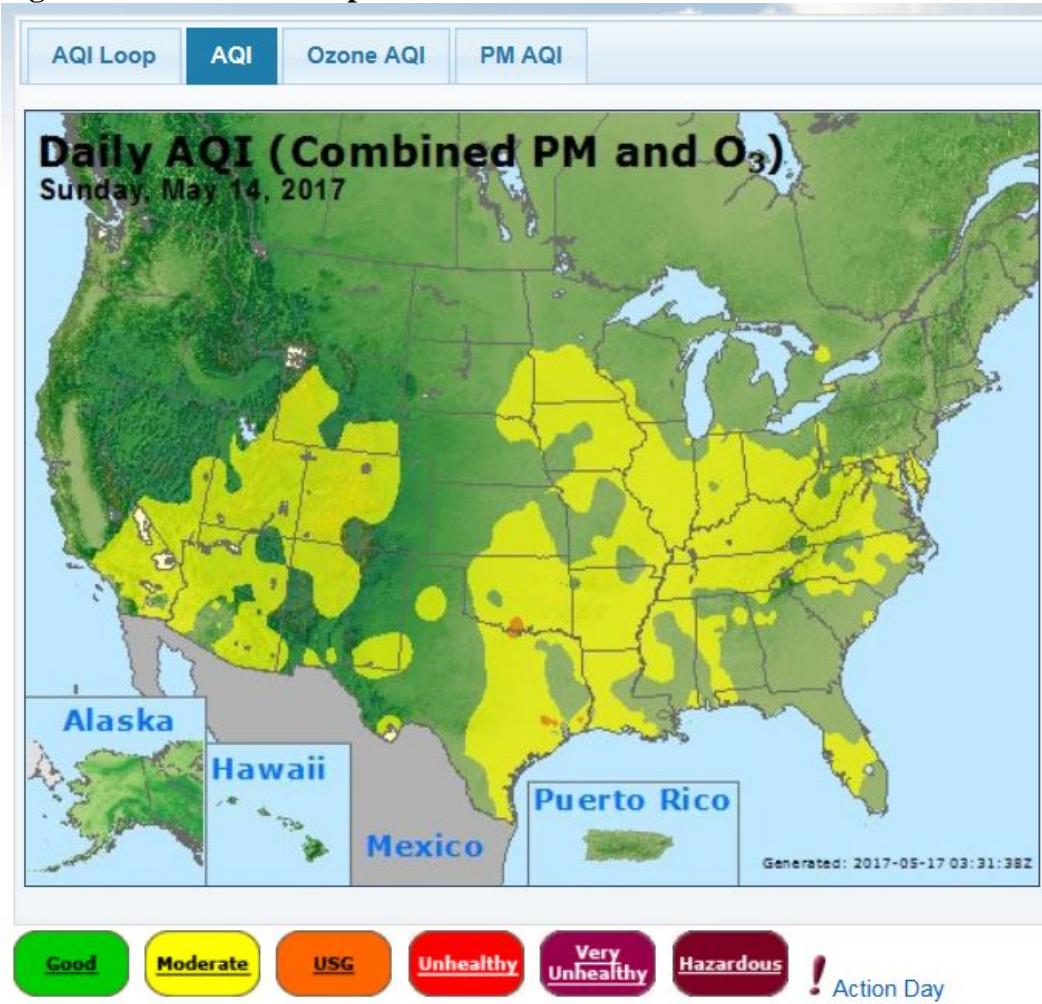 AQI Loop AQI Ozone AQI PM AQI
Daily AQI (Combined PM and O₃)
Sunday, May 14, 2017
Alaska
Hawaii
Puerto Rico
Mexico
Generated: 2017-05-17 03:31:38Z
Good Moderate USG Unhealthy Very Unhealthy Hazardous ! Action Day